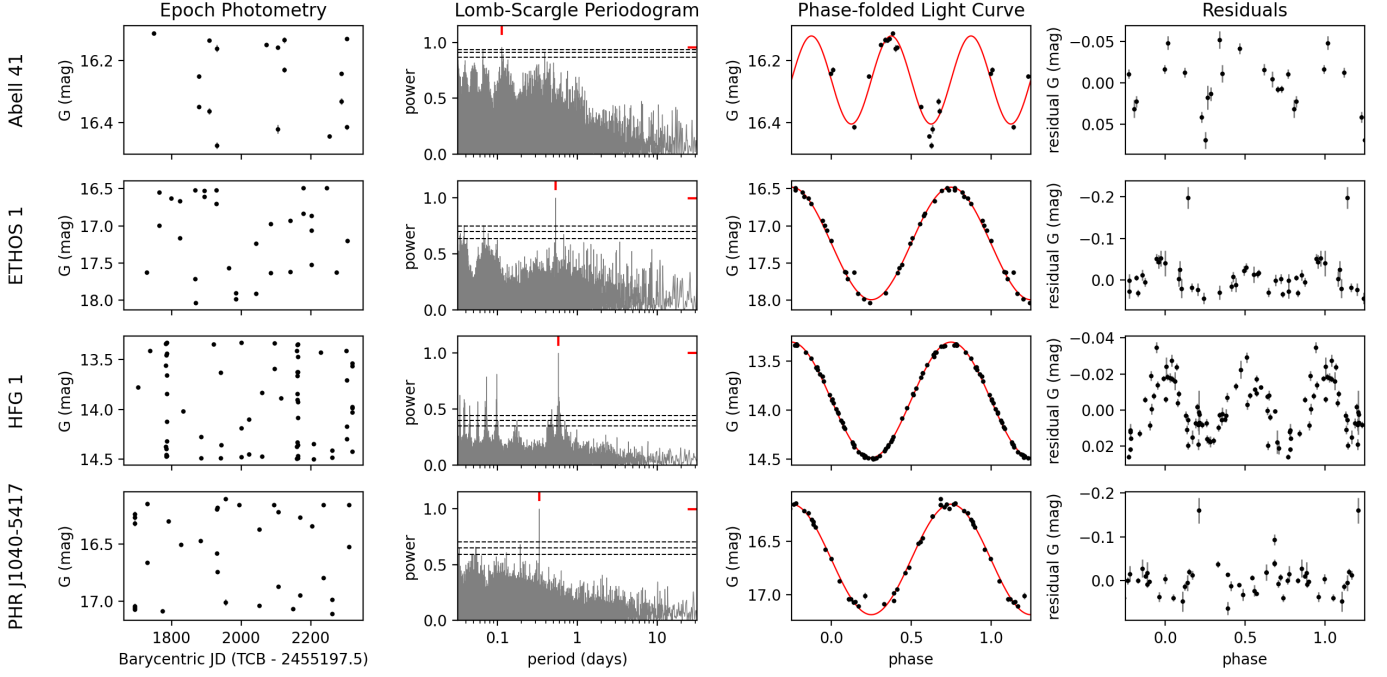 Epoch Photometry
Lomb-Scargle Periodogram
Phase-folded Light Curve
Residuals
Abell 41
G (mag)
16.2
16.4
power
1.0
0.5
0.0
G (mag)
16.2
16.4
residual G (mag)
−0.05
0.00
0.05
ETHOS 1
G (mag)
16.5
17.0
17.5
18.0
power
1.0
0.5
0.0
G (mag)
16.5
17.0
17.5
18.0
residual G (mag)
−0.2
−0.1
0.0
HFG 1
G (mag)
13.5
14.0
14.5
power
1.0
0.5
0.0
G (mag)
13.5
14.0
14.5
residual G (mag)
−0.04
−0.02
0.00
0.02
PHR J1040-5417
G (mag)
16.5
17.0
power
1.0
0.5
0.0
G (mag)
16.5
17.0
residual G (mag)
−0.2
−0.1
0.0
1800 2000 2200
0.1 1 10
0.0 0.5 1.0
0.0 0.5 1.0
Barycentric JD (TCB - 2455197.5)
period (days)
phase
phase